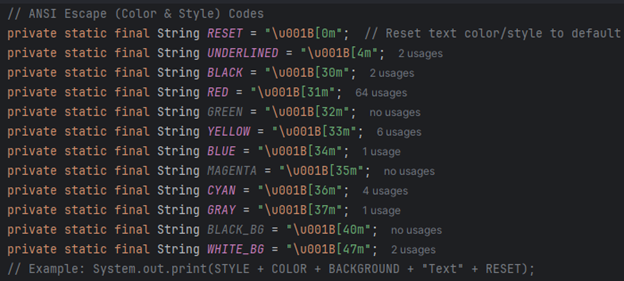 // ANSI Escape (Color & Style) Codes
private static final String RESET = "\u001B[0m";  // Reset text color/style to default
private static final String UNDERLINED = "\u001B[4m";  2 usages
private static final String BLACK = "\u001B[30m";  2 usages
private static final String RED = "\u001B[31m";  64 usages
private static final String GREEN = "\u001B[32m";  no usages
private static final String YELLOW = "\u001B[33m";  6 usages
private static final String BLUE = "\u001B[34m";  1 usage
private static final String MAGENTA = "\u001B[35m";  no usages
private static final String CYAN = "\u001B[36m";  4 usages
private static final String GRAY = "\u001B[37m";  1 usage
private static final String BLACK_BG = "\u001B[40m";  no usages
private static final String WHITE_BG = "\u001B[47m";  2 usages
// Example: System.out.print(STYLE + COLOR + BACKGROUND + "Text" + RESET);